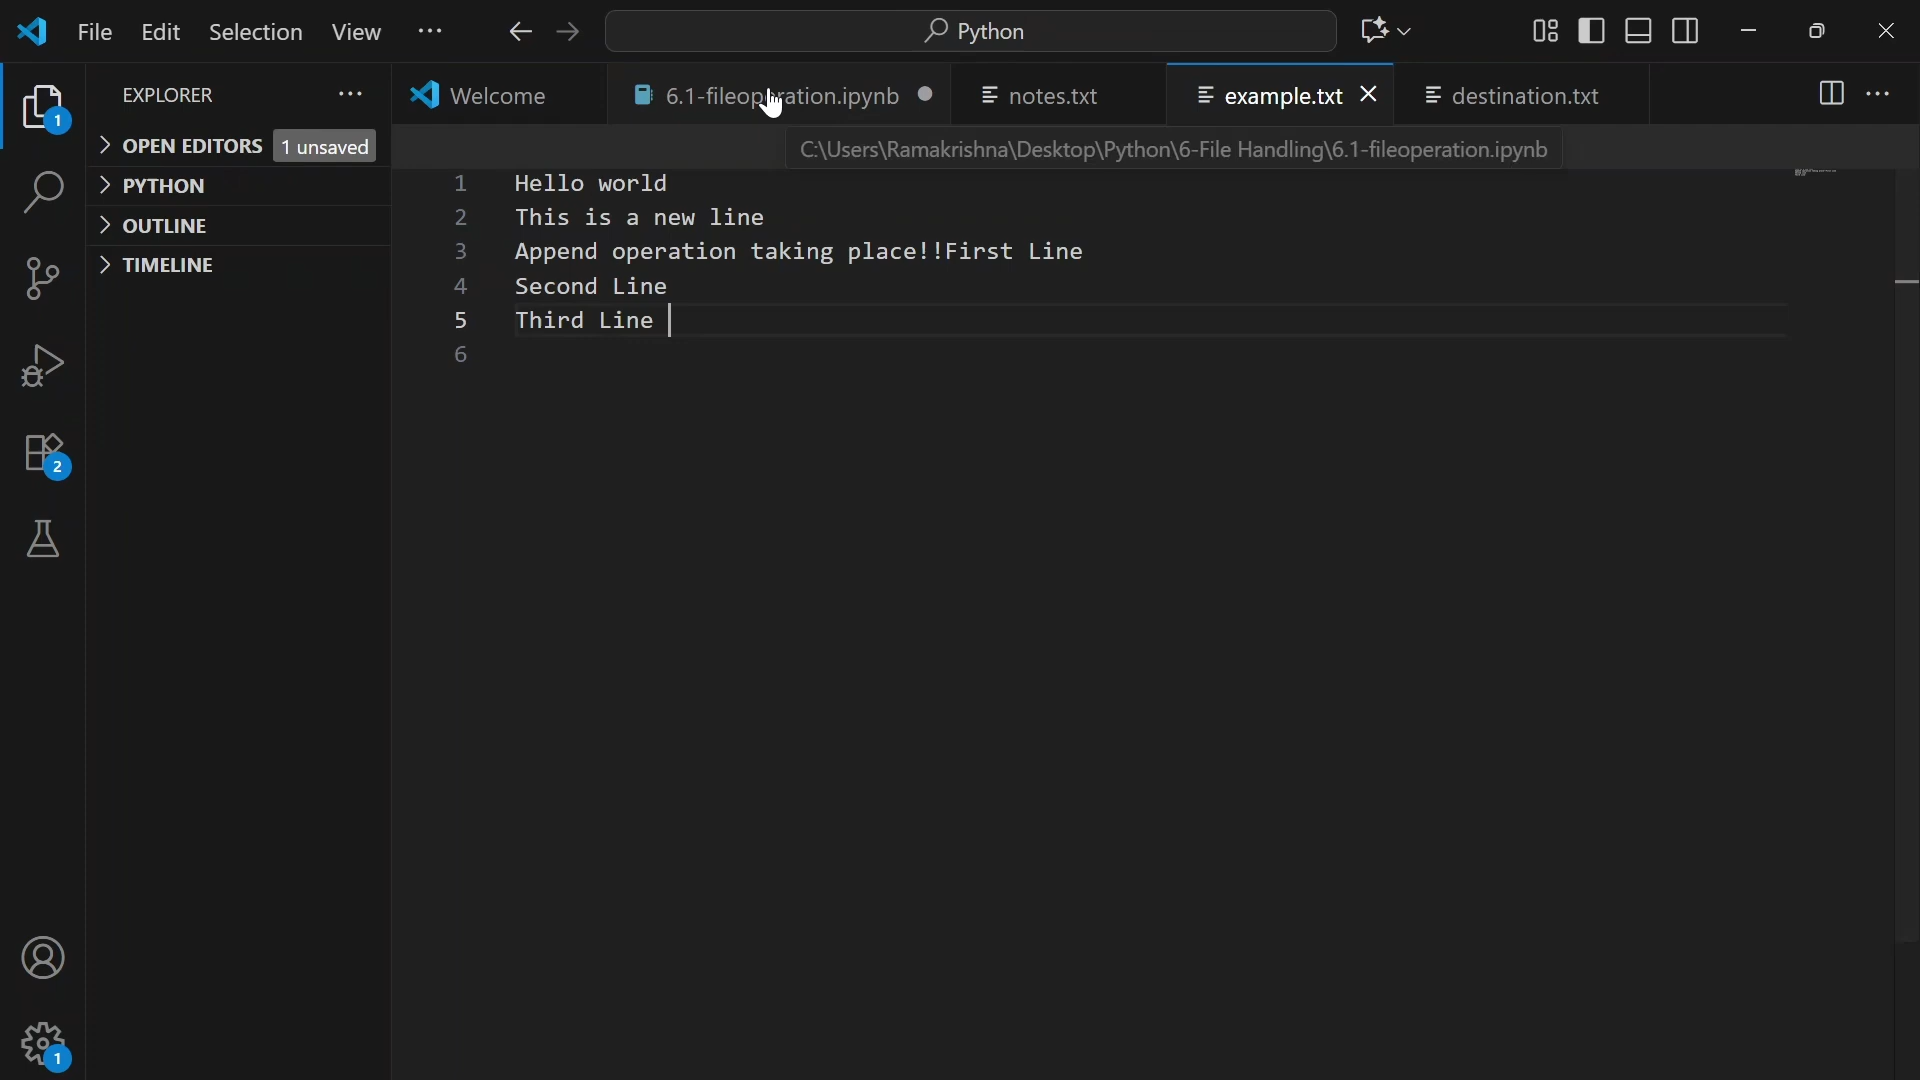 File Edit Selection View ··· Python
EXPLORER ···
Welcome 6.1-fileoperation.ipynb notes.txt example.txt destination.txt
C:\Users\Ramakrishna\Desktop\Python\6-File Handling\6.1-fileoperation.ipynb
OPEN EDITORS 1 unsaved
PYTHON
OUTLINE
TIMELINE
1 Hello world
2 This is a new line
3 Append operation taking place!!First Line
4 Second Line
5 Third Line
6
1
2
1